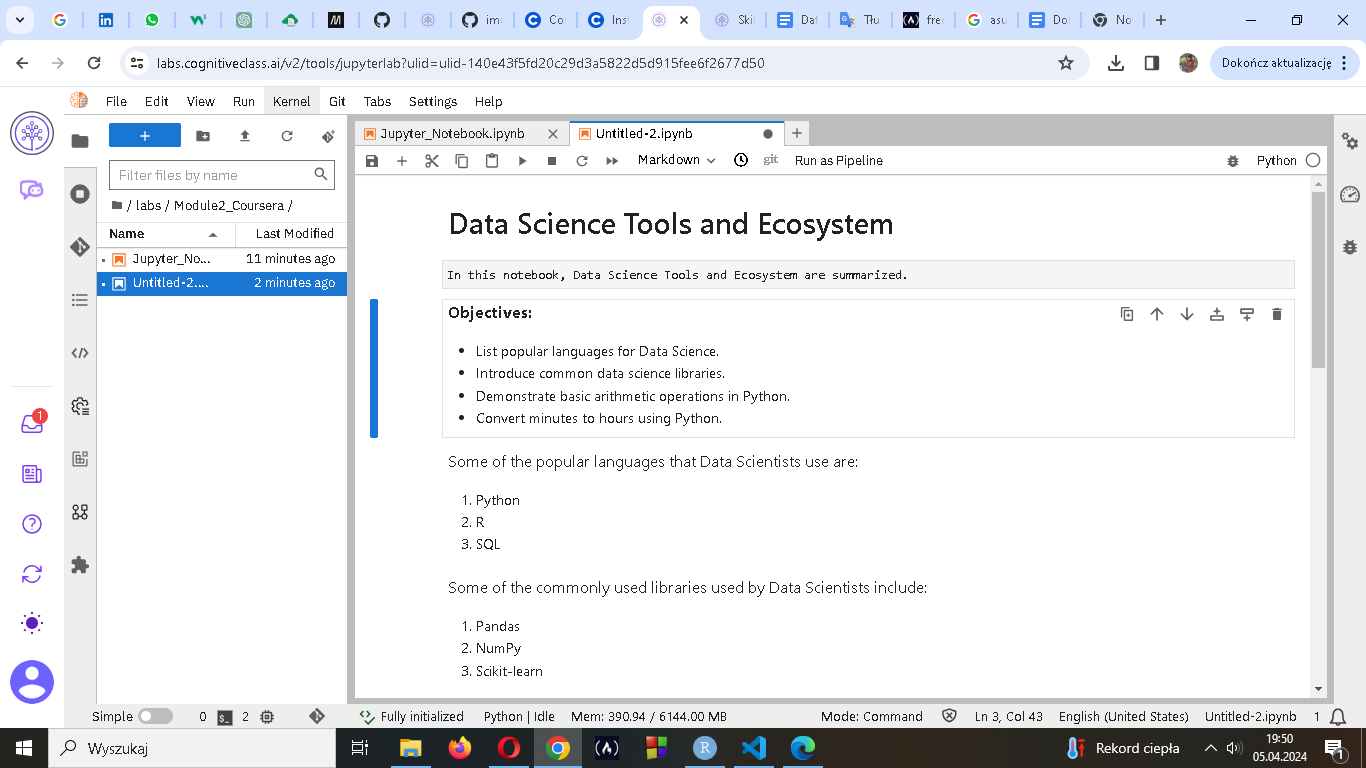 Co
Ins
Skil
Dat
Tłu
free
asu
Do
No
labs.cognitiveclass.ai/v2/tools/jupyterlab?ulid=ulid-140e43f5fd20c29d3a5822d5d915fee6f2677d50
Dokończ aktualizację
File Edit View Run Kernel Git Tabs Settings Help
Jupyter_Notebook.ipynb
Untitled-2.ipynb
Markdown
git
Run as Pipeline
Python
Filter files by name
/ labs / Module2_Coursera /
Name Last Modified
Jupyter_No... 11 minutes ago
Untitled-2.... 2 minutes ago
Data Science Tools and Ecosystem
In this notebook, Data Science Tools and Ecosystem are summarized.
Objectives:
List popular languages for Data Science.
Introduce common data science libraries.
Demonstrate basic arithmetic operations in Python.
Convert minutes to hours using Python.
Some of the popular languages that Data Scientists use are:
1. Python
2. R
3. SQL
Some of the commonly used libraries used by Data Scientists include:
1. Pandas
2. NumPy
3. Scikit-learn
1
Simple 0 2 Fully initialized Python | Idle Mem: 390.94 / 6144.00 MB Mode: Command Ln 3, Col 43 English (United States) Untitled-2.ipynb 1
Wyszukaj
Rekord ciepła
19:50
05.04.2024
1